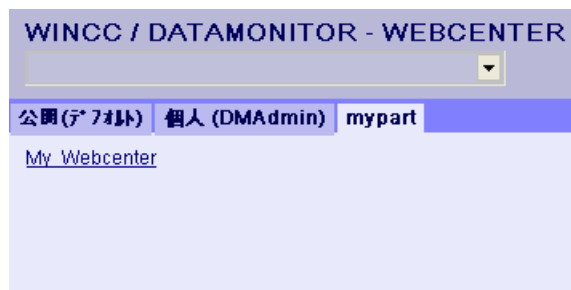 WINCC / DATAMONITOR - WEBCENTER
公開(ﾃﾞﾌｫﾙﾄ) 個人 (DMAdmin) mypart
My Webcenter